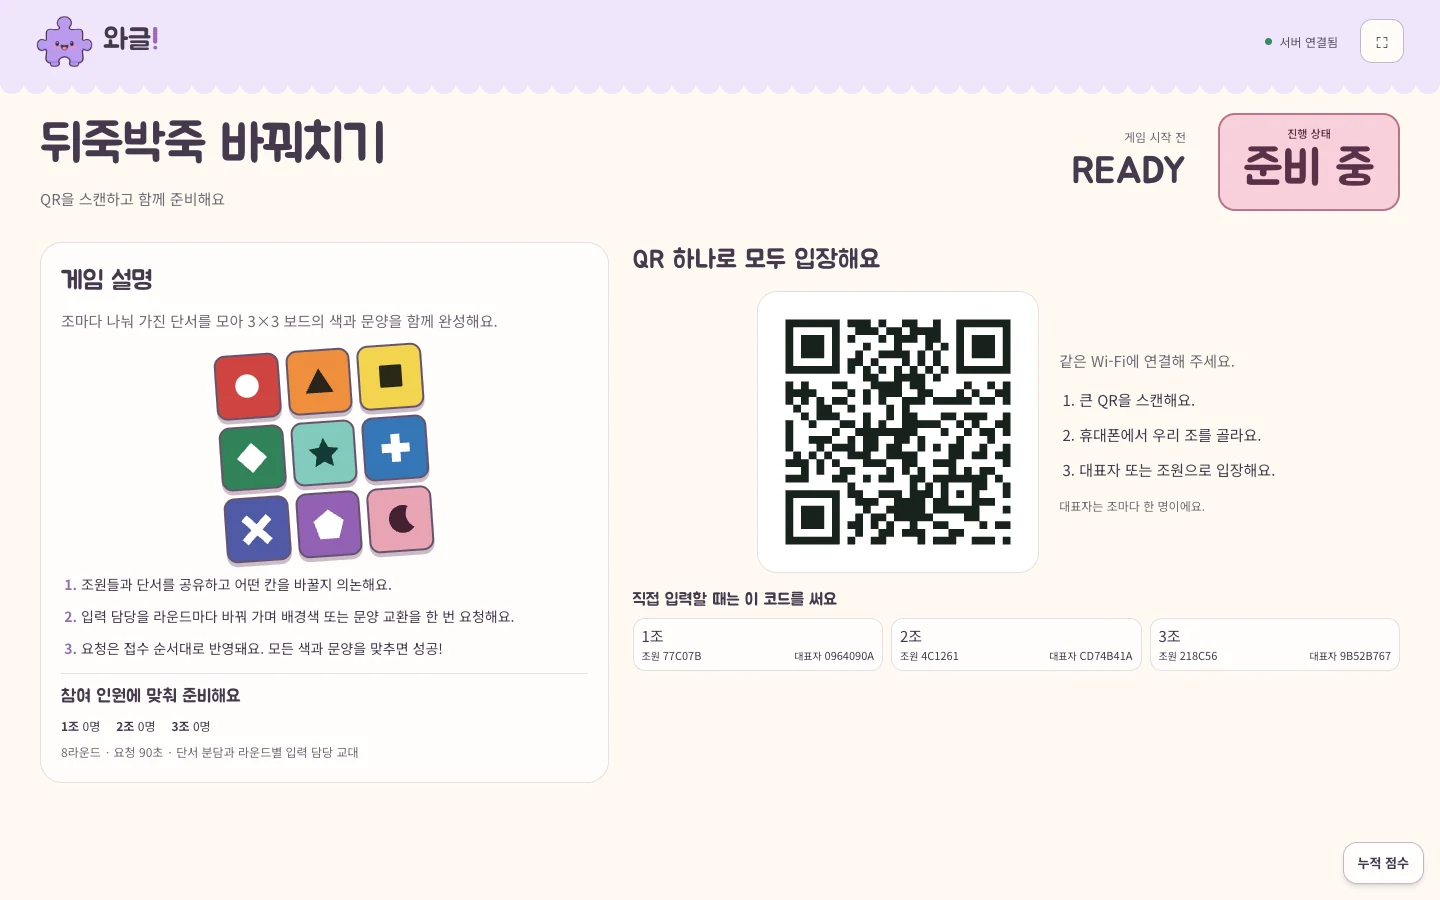 와글!
서버 연결됨
뒤죽박죽 바꿔치기
QR을 스캔하고 함께 준비해요
게임 시작 전
READY
진행 상태
준비 중
게임 설명
조마다 나눠 가진 단서를 모아 3×3 보드의 색과 문양을 함께 완성해요.
1. 조원들과 단서를 공유하고 어떤 칸을 바꿀지 의논해요.
2. 입력 담당을 라운드마다 바꿔 가며 배경색 또는 문양 교환을 한 번 요청해요.
3. 요청은 접수 순서대로 반영돼요. 모든 색과 문양을 맞추면 성공!
참여 인원에 맞춰 준비해요
1조 0명 2조 0명 3조 0명
8라운드 · 요청 90초 · 단서 분담과 라운드별 입력 담당 교대
QR 하나로 모두 입장해요
같은 Wi-Fi에 연결해 주세요.
1. 큰 QR을 스캔해요.
2. 휴대폰에서 우리 조를 골라요.
3. 대표자 또는 조원으로 입장해요.
대표자는 조마다 한 명이에요.
직접 입력할 때는 이 코드를 써요
1조
조원 77C07B 대표자 0964090A
2조
조원 4C1261 대표자 CD74B41A
3조
조원 218C56 대표자 9B52B767
누적 점수